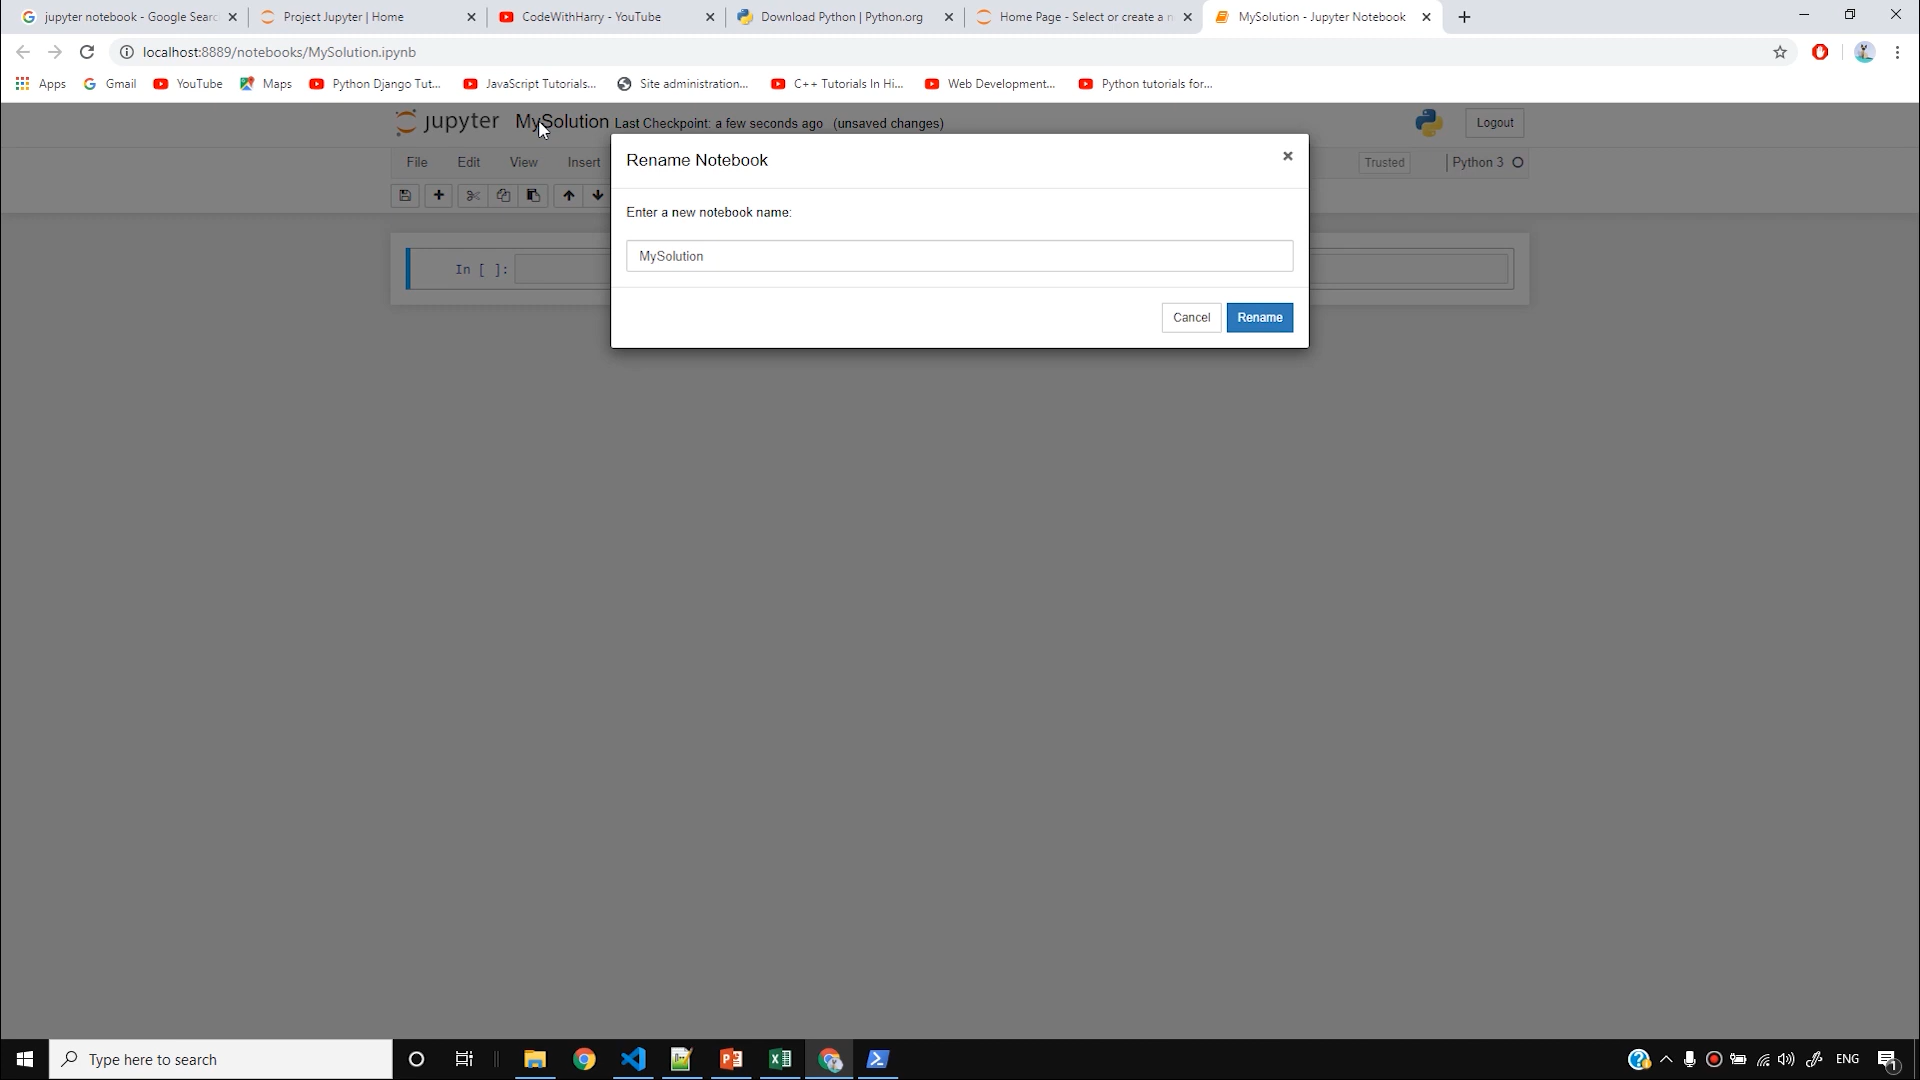 jupyter notebook - Google Searc
Project Jupyter | Home
CodeWithHarry - YouTube
Download Python | Python.org
Home Page - Select or create a n
MySolution - Jupyter Notebook
localhost:8889/notebooks/MySolution.ipynb
Apps
Gmail
YouTube
Maps
Python Django Tut...
JavaScript Tutorials...
Site administration...
C++ Tutorials In Hi...
Web Development...
Python tutorials for...
jupyter MySolution Last Checkpoint: a few seconds ago (unsaved changes)
Logout
File Edit View Insert
Trusted
Python 3
Rename Notebook
Enter a new notebook name:
In [ ]:
MySolution
Cancel
Rename
Type here to search
ENG
1